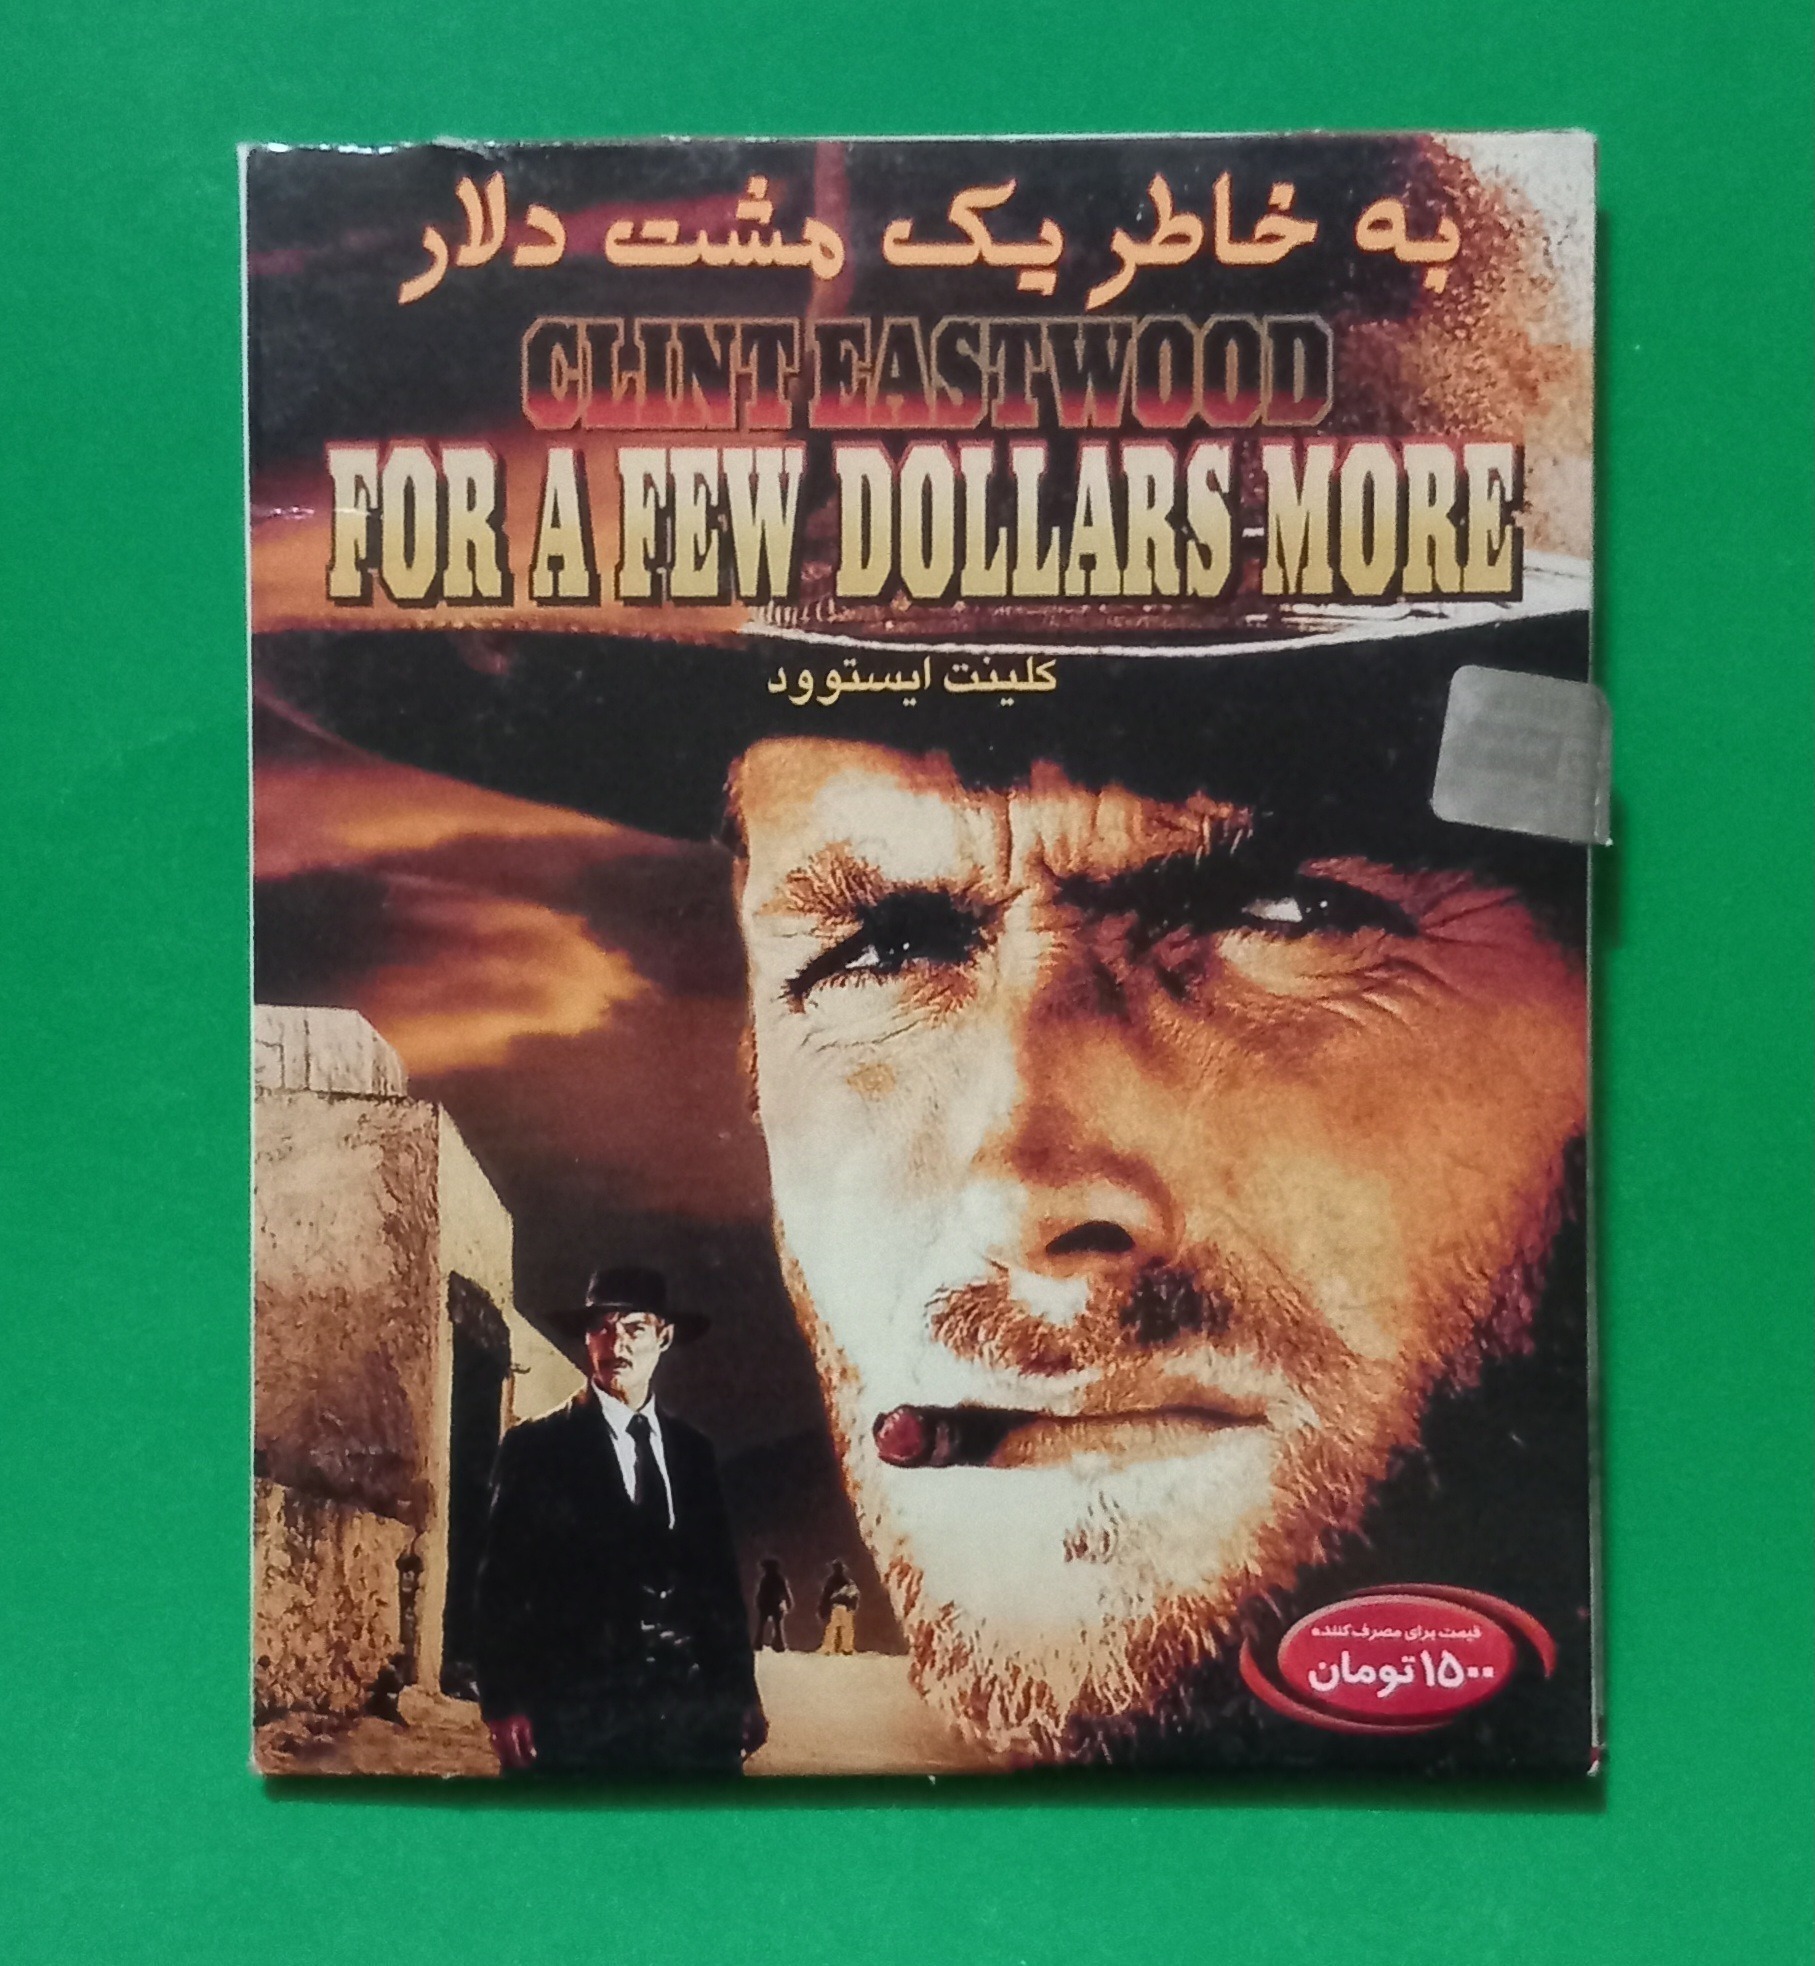 به خاطر یک مشت دلار
CLINT EASTWOOD
FOR A FEW DOLLARS MORE
کلینت ایستوود
قیمت برای مصرف کننده
۱۵۰۰ تومان